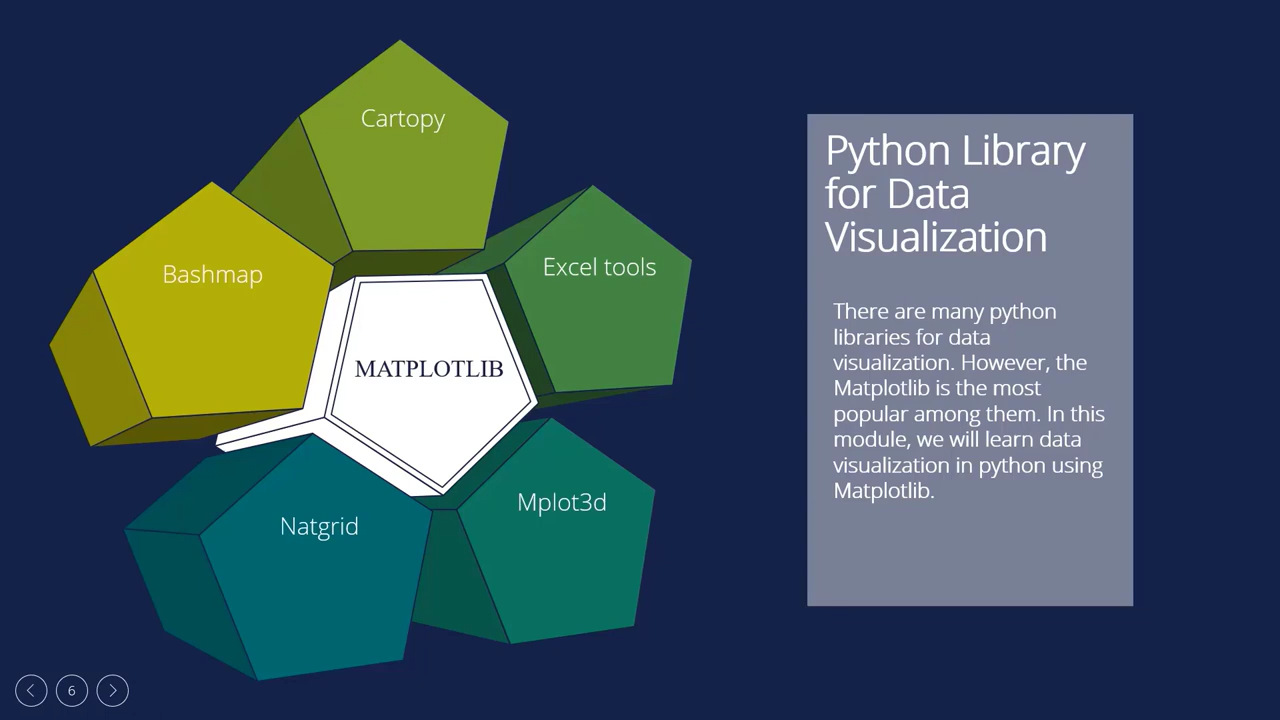 Cartopy
Bashmap
Excel tools
MATPLOTLIB
Mplot3d
Natgrid
Python Library
for Data
Visualization
There are many python
libraries for data
visualization. However, the
Matplotlib is the most
popular among them. In this
module, we will learn data
visualization in python using
Matplotlib.
6